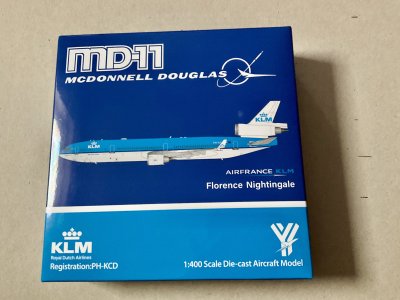 MD-11
MCDONNELL DOUGLAS
KLM
KLM
AIRFRANCE KLM
Florence Nightingale
KLM
Royal Dutch Airlines
Registration:PH-KCD
1:400 Scale Die-cast Aircraft Model